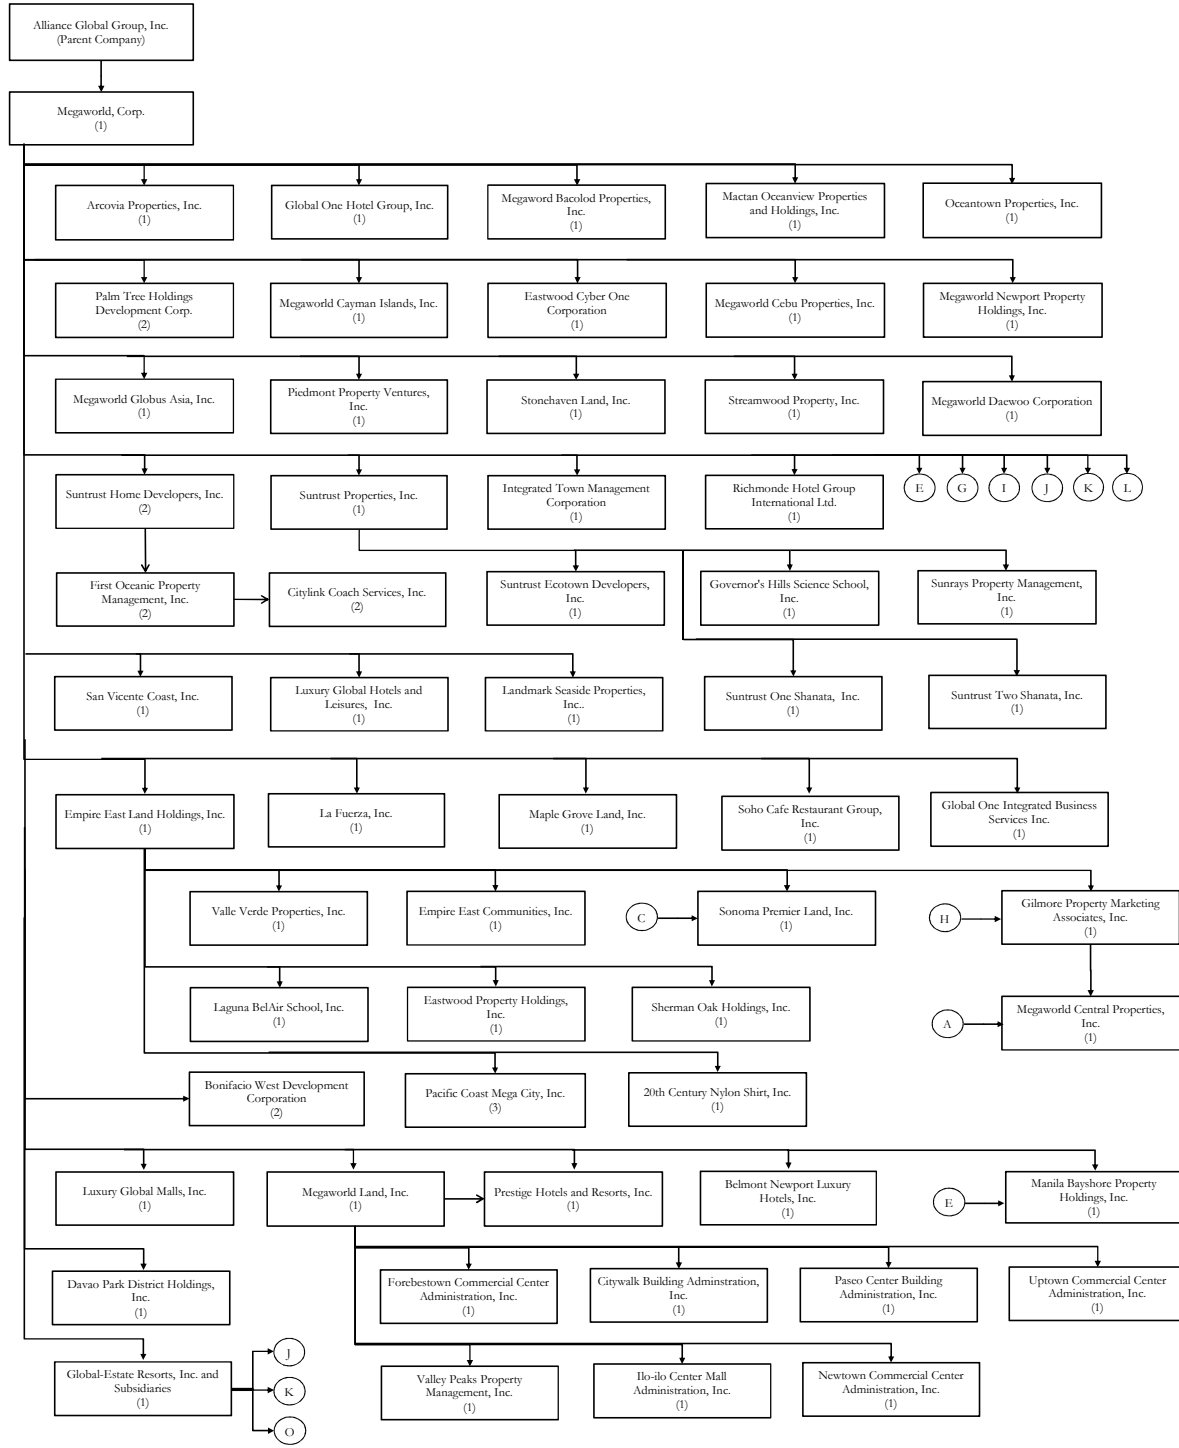 Alliance Global Group, Inc.
(Parent Company)
Megaworld, Corp.
(1)
Arcovia Properties, Inc.
(1)
Global One Hotel Group, Inc.
(1)
Megaword Bacolod Properties,
Inc.
(1)
Mactan Oceanview Properties
and Holdings, Inc.
(1)
Oceantown Properties, Inc.
(1)
Palm Tree Holdings
Development Corp.
(2)
Megaworld Cayman Islands, Inc.
(1)
Eastwood Cyber One
Corporation
(1)
Megaworld Cebu Properties, Inc.
(1)
Megaworld Newport Property
Holdings, Inc.
(1)
Megaworld Globus Asia, Inc.
(1)
Piedmont Property Ventures,
Inc.
(1)
Stonehaven Land, Inc.
(1)
Streamwood Property, Inc.
(1)
Megaworld Daewoo Corporation
(1)
Suntrust Home Developers, Inc.
(2)
Suntrust Properties, Inc.
(1)
Integrated Town Management
Corporation
(1)
Richmonde Hotel Group
International Ltd.
(1)
E
G
I
J
K
L
First Oceanic Property
Management, Inc.
(2)
Citylink Coach Services, Inc.
(2)
Suntrust Ecotown Developers,
Inc.
(1)
Governor's Hills Science School,
Inc.
(1)
Sunrays Property Management,
Inc.
(1)
San Vicente Coast, Inc.
(1)
Luxury Global Hotels and
Leisures, Inc.
(1)
Landmark Seaside Properties,
Inc..
(1)
Suntrust One Shanata, Inc.
(1)
Suntrust Two Shanata, Inc.
(1)
Empire East Land Holdings, Inc.
(1)
La Fuerza, Inc.
(1)
Maple Grove Land, Inc.
(1)
Soho Cafe Restaurant Group,
Inc.
(1)
Global One Integrated Business
Services Inc.
(1)
Valle Verde Properties, Inc.
(1)
Empire East Communities, Inc.
(1)
C
Sonoma Premier Land, Inc.
(1)
H
Gilmore Property Marketing
Associates, Inc.
(1)
Laguna BelAir School, Inc.
(1)
Eastwood Property Holdings,
Inc.
(1)
Sherman Oak Holdings, Inc.
(1)
A
Megaworld Central Properties,
Inc.
(1)
Bonifacio West Development
Corporation
(2)
Pacific Coast Mega City, Inc.
(3)
20th Century Nylon Shirt, Inc.
(1)
Luxury Global Malls, Inc.
(1)
Megaworld Land, Inc.
(1)
Prestige Hotels and Resorts, Inc.
(1)
Belmont Newport Luxury
Hotels, Inc.
(1)
E
Manila Bayshore Property
Holdings, Inc.
(1)
Davao Park District Holdings,
Inc.
(1)
Forebestown Commercial Center
Administration, Inc.
(1)
Citywalk Building Adminstration,
Inc.
(1)
Paseo Center Building
Administration, Inc.
(1)
Uptown Commercial Center
Administration, Inc.
(1)
Global-Estate Resorts, Inc. and
Subsidiaries
(1)
J
K
O
Valley Peaks Property
Management, Inc.
(1)
Ilo-ilo Center Mall
Administration, Inc.
(1)
Newtown Commercial Center
Administration, Inc.
(1)